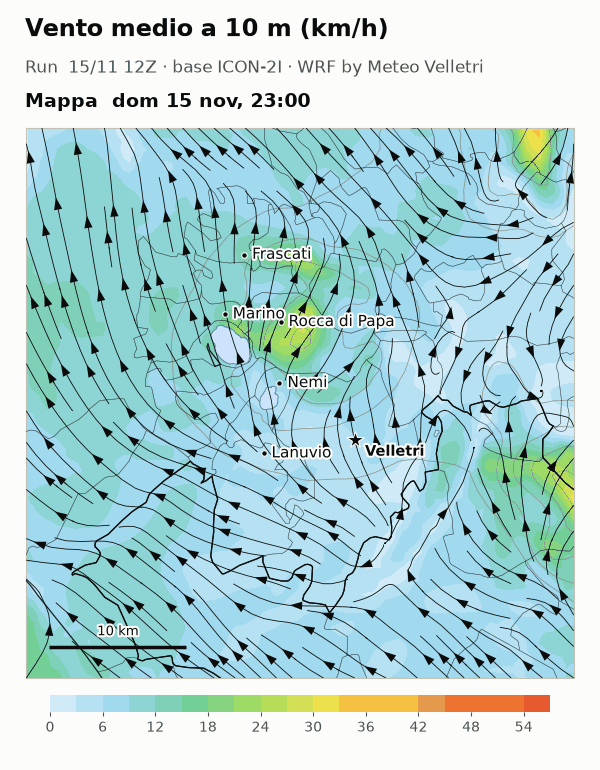 Vento medio a 10 m (km/h)
Run  15/11 12Z · base ICON-2I · WRF by Meteo Velletri
Mappa  dom 15 nov, 23:00
Frascati
Marino
Rocca di Papa
Nemi
Velletri
Lanuvio
10 km
0 6 12 18 24 30 36 42 48 54